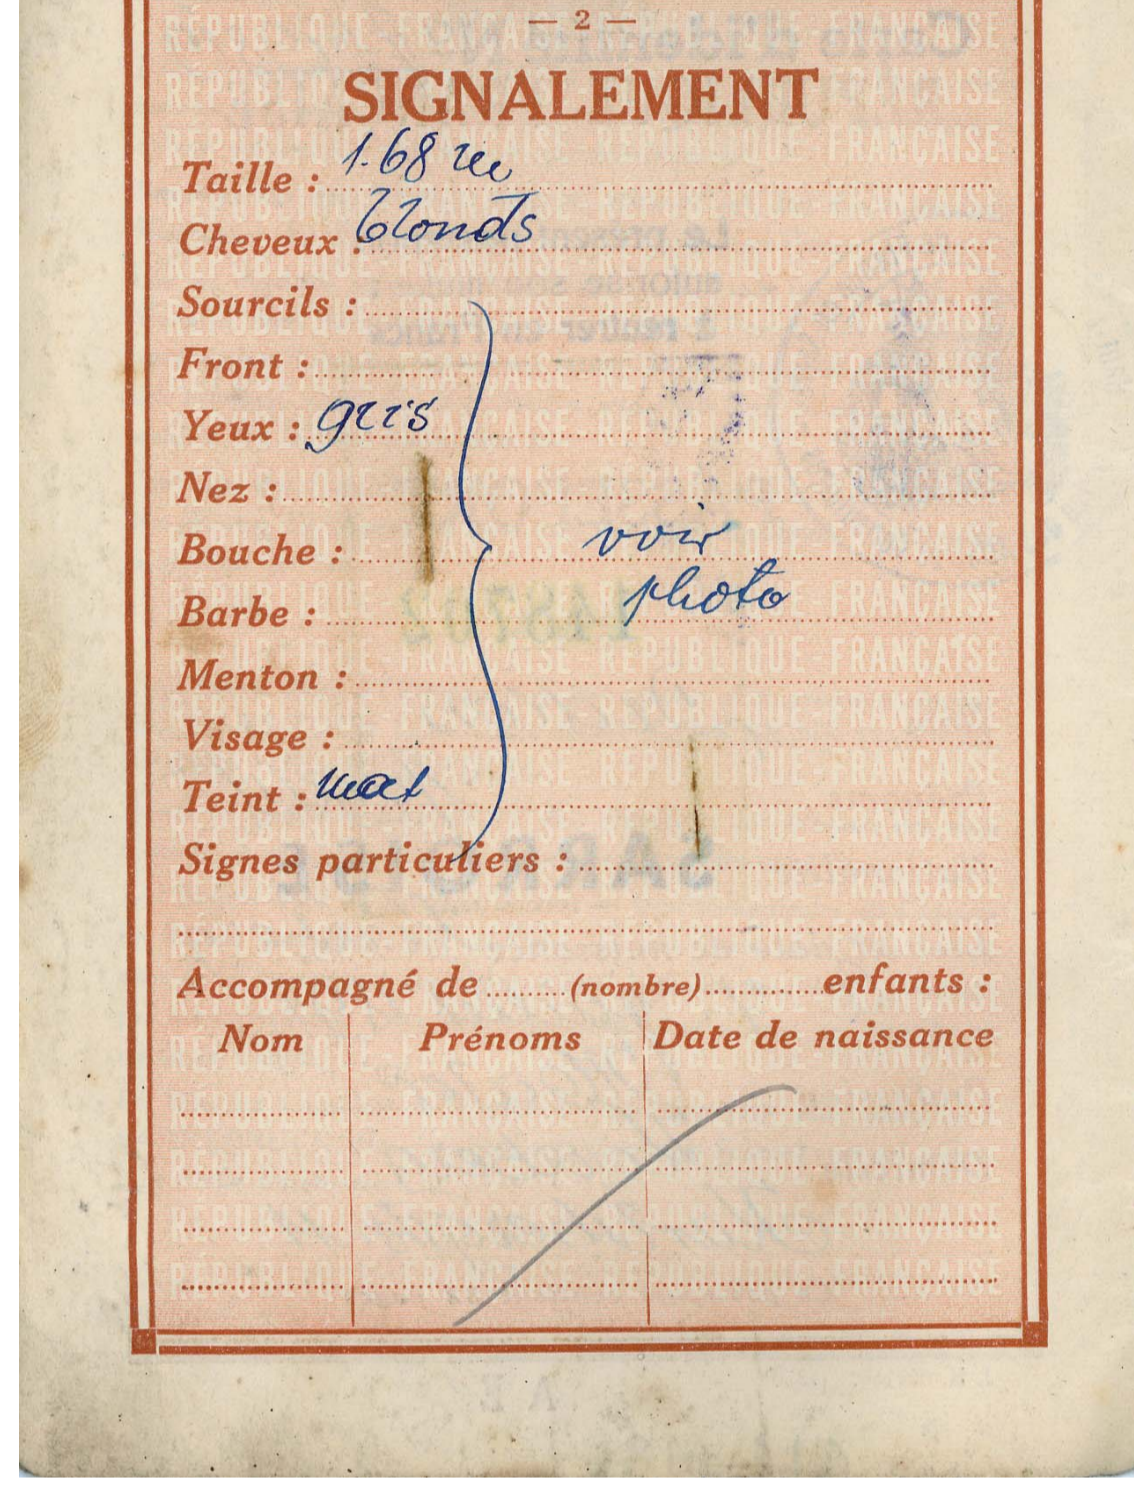 — 2 —
SIGNALEMENT
Taille : 1.68 m
Cheveux : blonds
Sourcils :
Front :
Yeux : gris
Nez :
Bouche : voir
Barbe : photo
Menton :
Visage :
Teint : mat
Signes particuliers :
Accompagné de (nombre) enfants :
Nom Prénoms Date de naissance